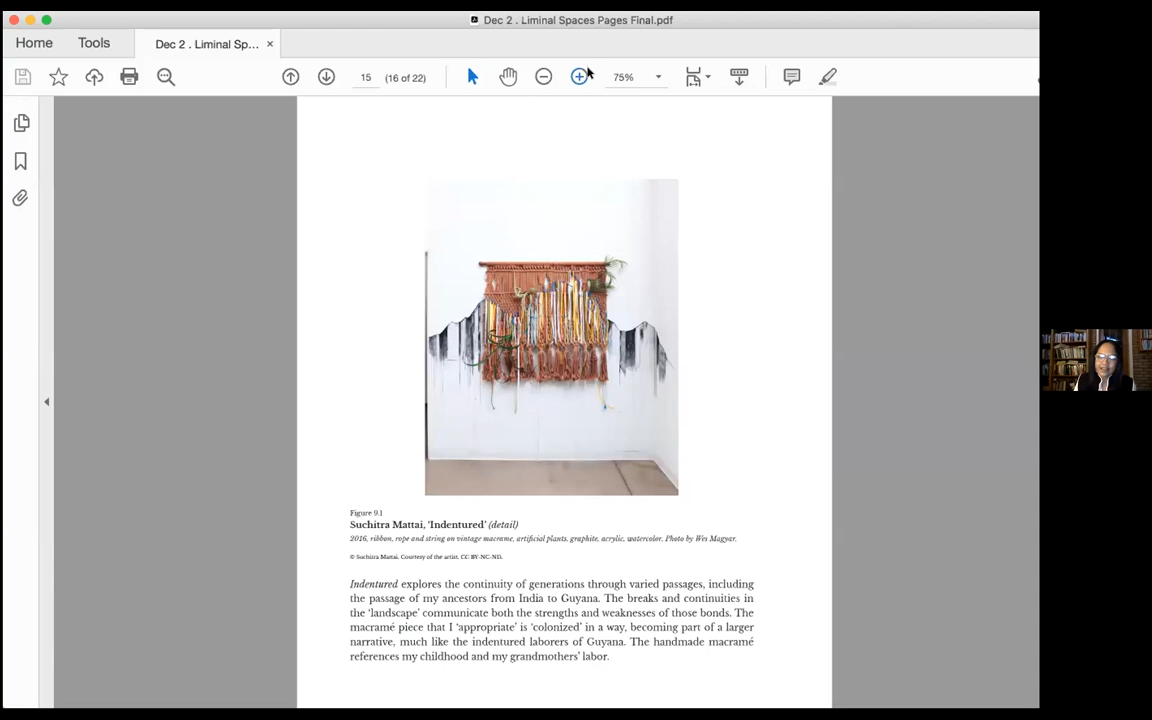 Dec 2 . Liminal Spaces Pages Final.pdf
Home
Tools
Dec 2 . Liminal Sp...
×
15
(16 of 22)
75%
Figure 9.1
Suchitra Mattai, ‘Indentured’ (detail)
2016, ribbon, rope and string on vintage macrame, artificial plants, graphite, acrylic, watercolor. Photo by Wes Magyar.
© Suchitra Mattai. Courtesy of the artist, CC BY-NC-ND.
Indentured explores the continuity of generations through varied passages, including
the passage of my ancestors from India to Guyana. The breaks and continuities in
the ‘landscape’ communicate both the strengths and weaknesses of those bonds. The
macramé piece that I ‘appropriate’ is ‘colonized’ in a way, becoming part of a larger
narrative, much like the indentured laborers of Guyana. The handmade macramé
references my childhood and my grandmothers’ labor.